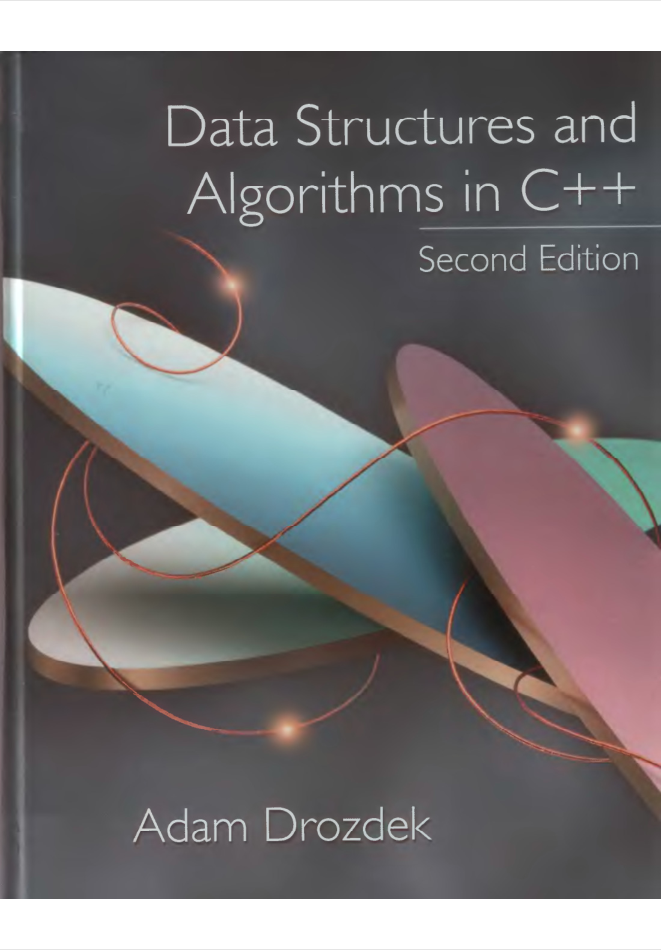 Data Structures and
Algorithms in C++
Second Edition
Adam Drozdek